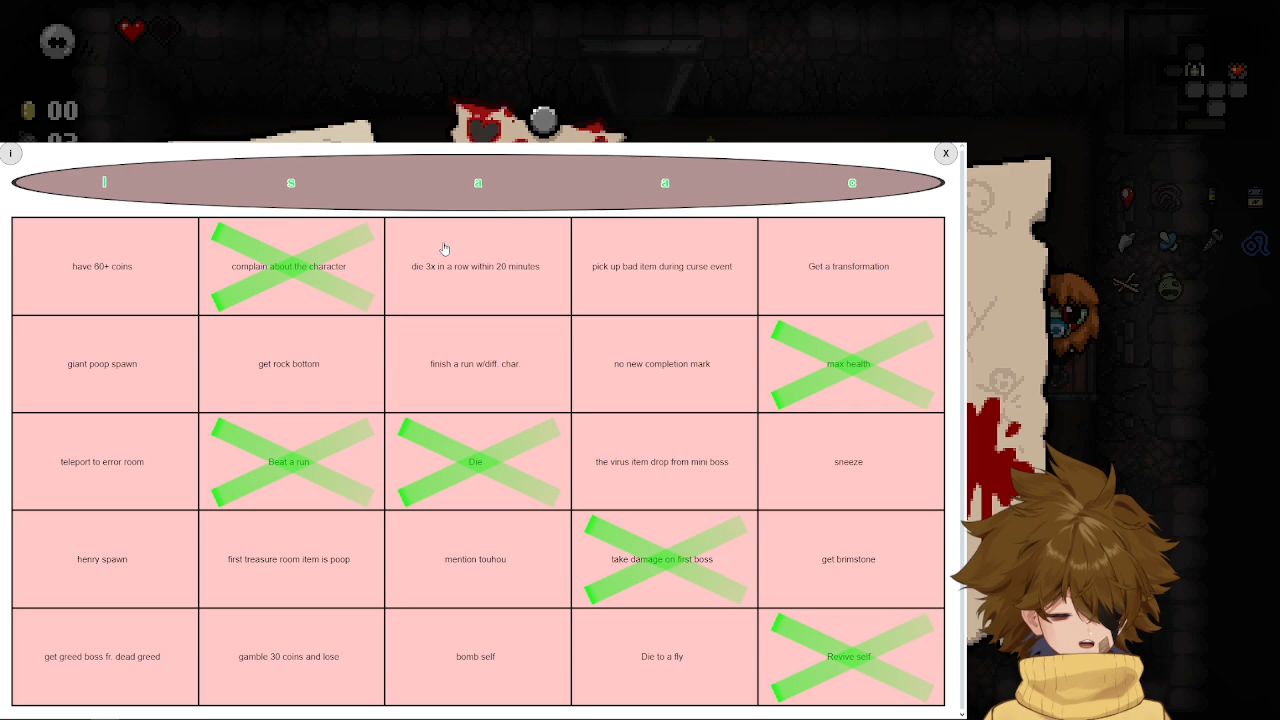 00
i
X
I s a a c
have 60+ coins
complain about the character
die 3x in a row within 20 minutes
pick up bad item during curse event
Get a transformation
giant poop spawn
get rock bottom
finish a run w/diff. char.
no new completion mark
max health
teleport to error room
Beat a run
Die
the virus item drop from mini boss
sneeze
henry spawn
first treasure room item is poop
mention touhou
take damage on first boss
get brimstone
get greed boss fr. dead greed
gamble 30 coins and lose
bomb self
Die to a fly
Revive self